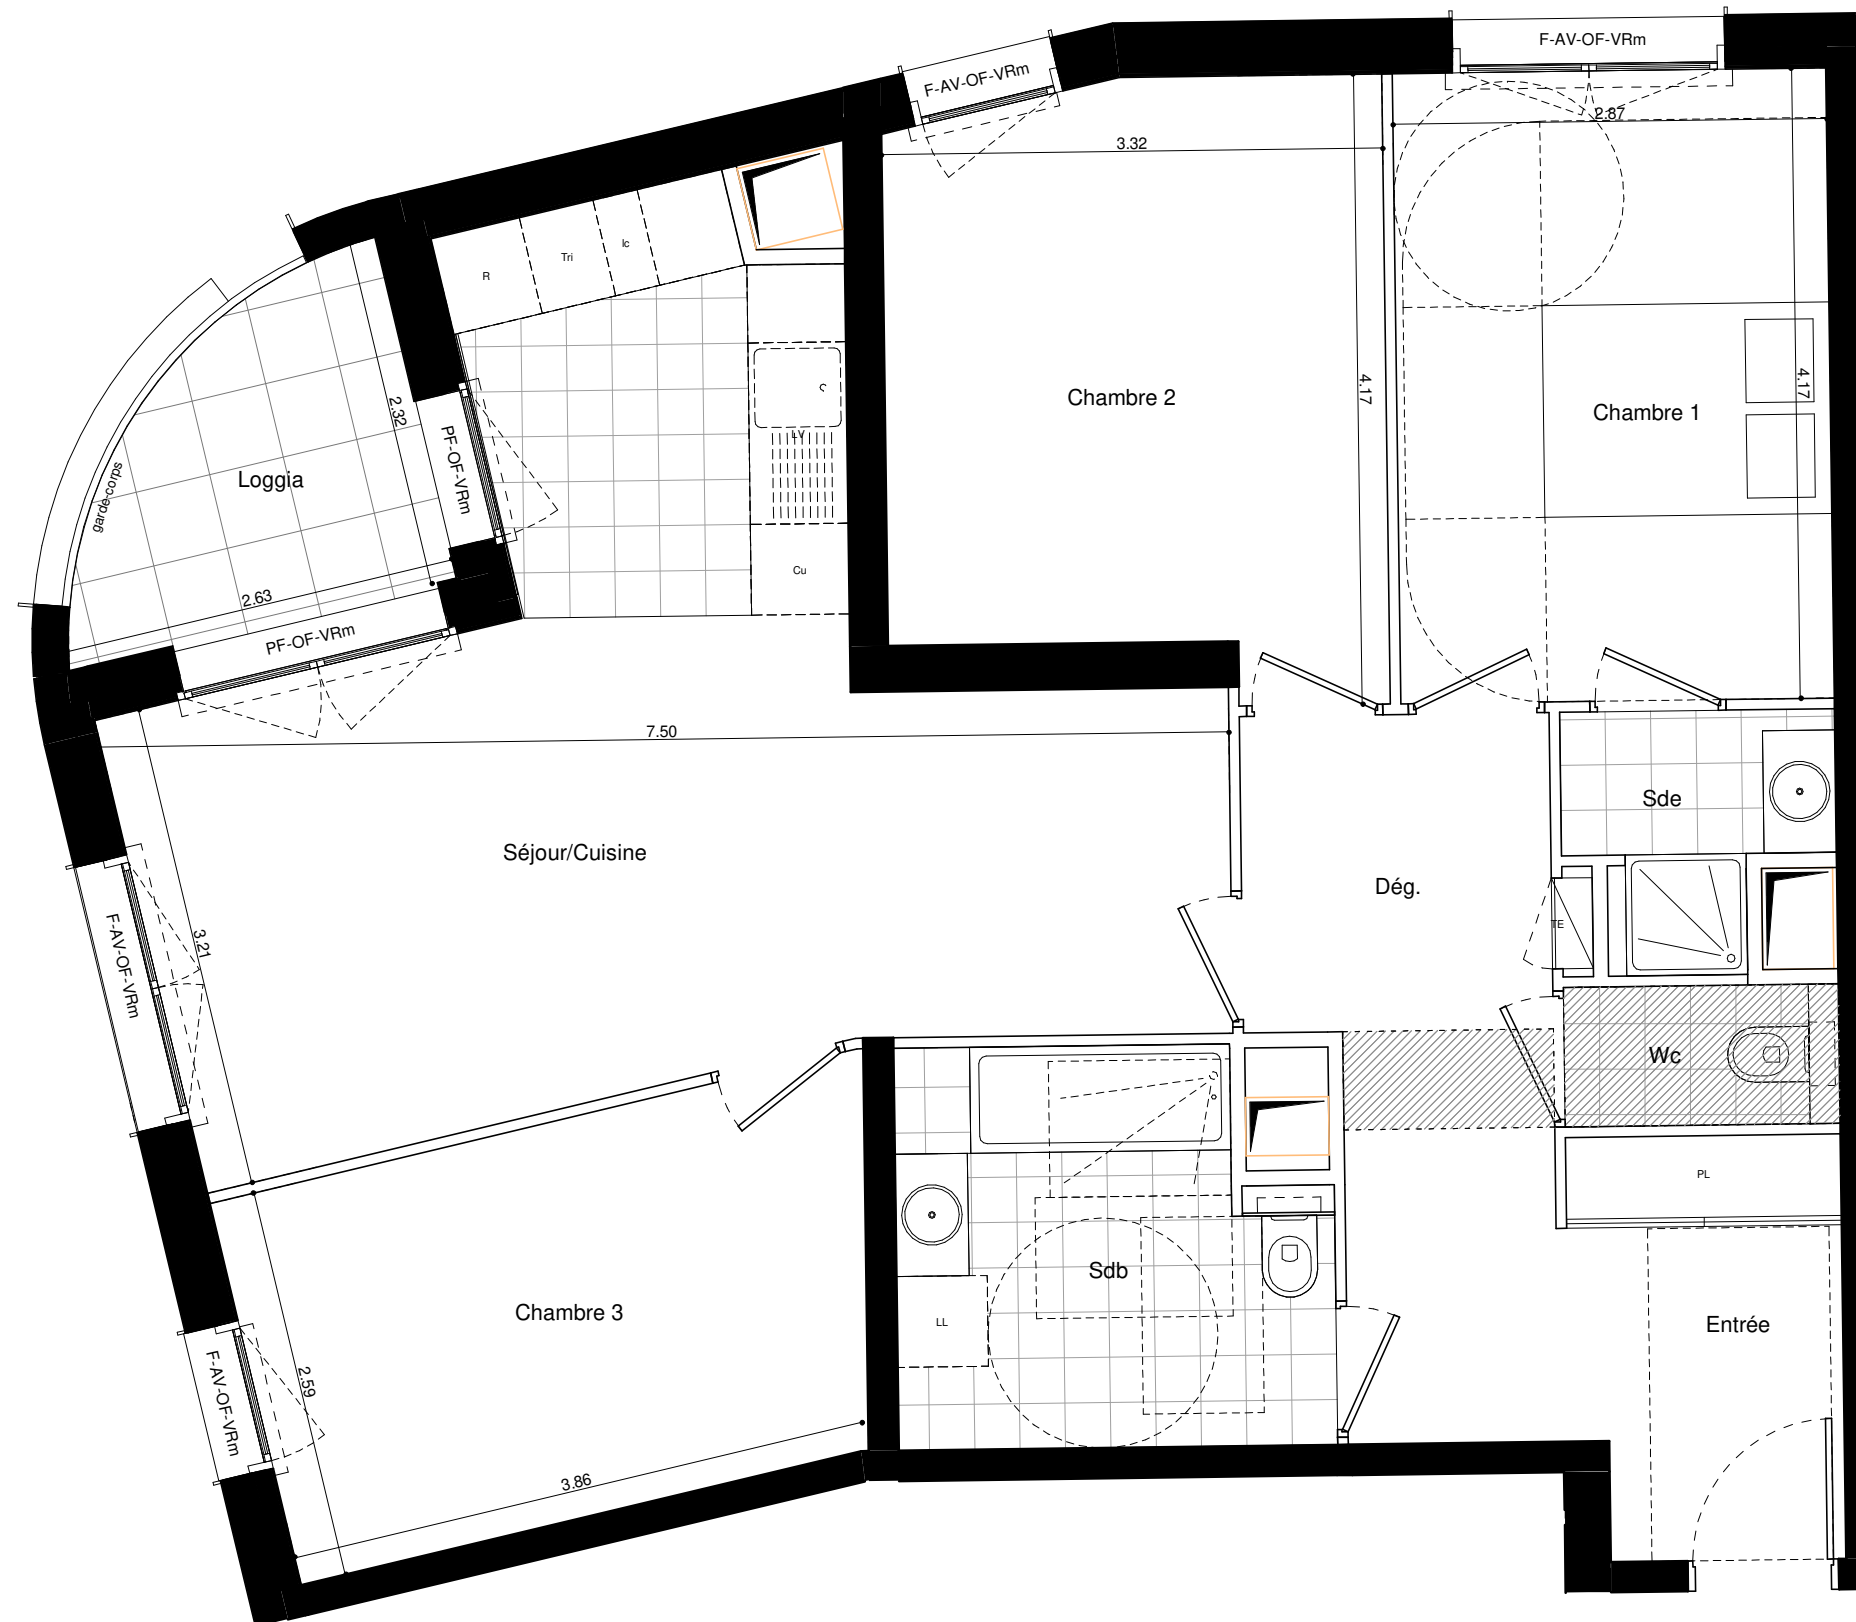 F-AV-OF-VRm
F-AV-OF-VRm
2.87
3.32
R
Tri
Ic
4.17
4.17
Chambre 2
Chambre 1
2.32
PF-OF-VRm
LV
Loggia
garde-corps
Cu
2.63
PF-OF-VRm
7.50
Sde
Séjour/Cuisine
Dég.
TE
F-AV-OF-VRm
3.21
Wc
PL
Sdb
Chambre 3
LL
Entrée
F-AV-OF-VRm
2.59
3.86